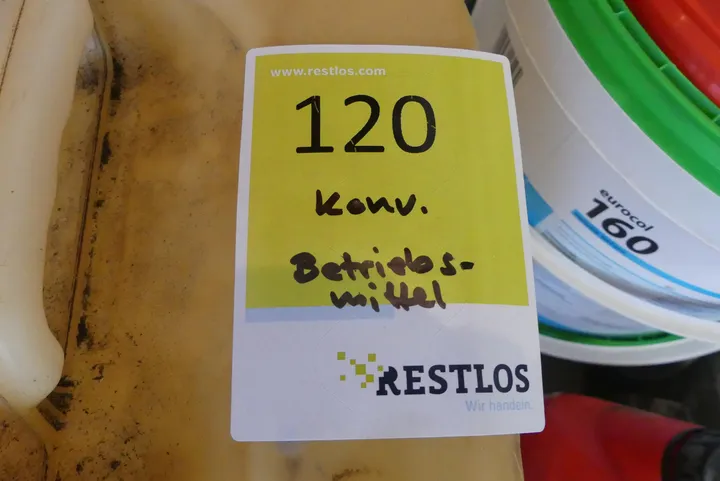 www.restlos.com
120
Konv.
Betriebs-
mittel
RESTLOS
Wir handeln.
eurocol
160